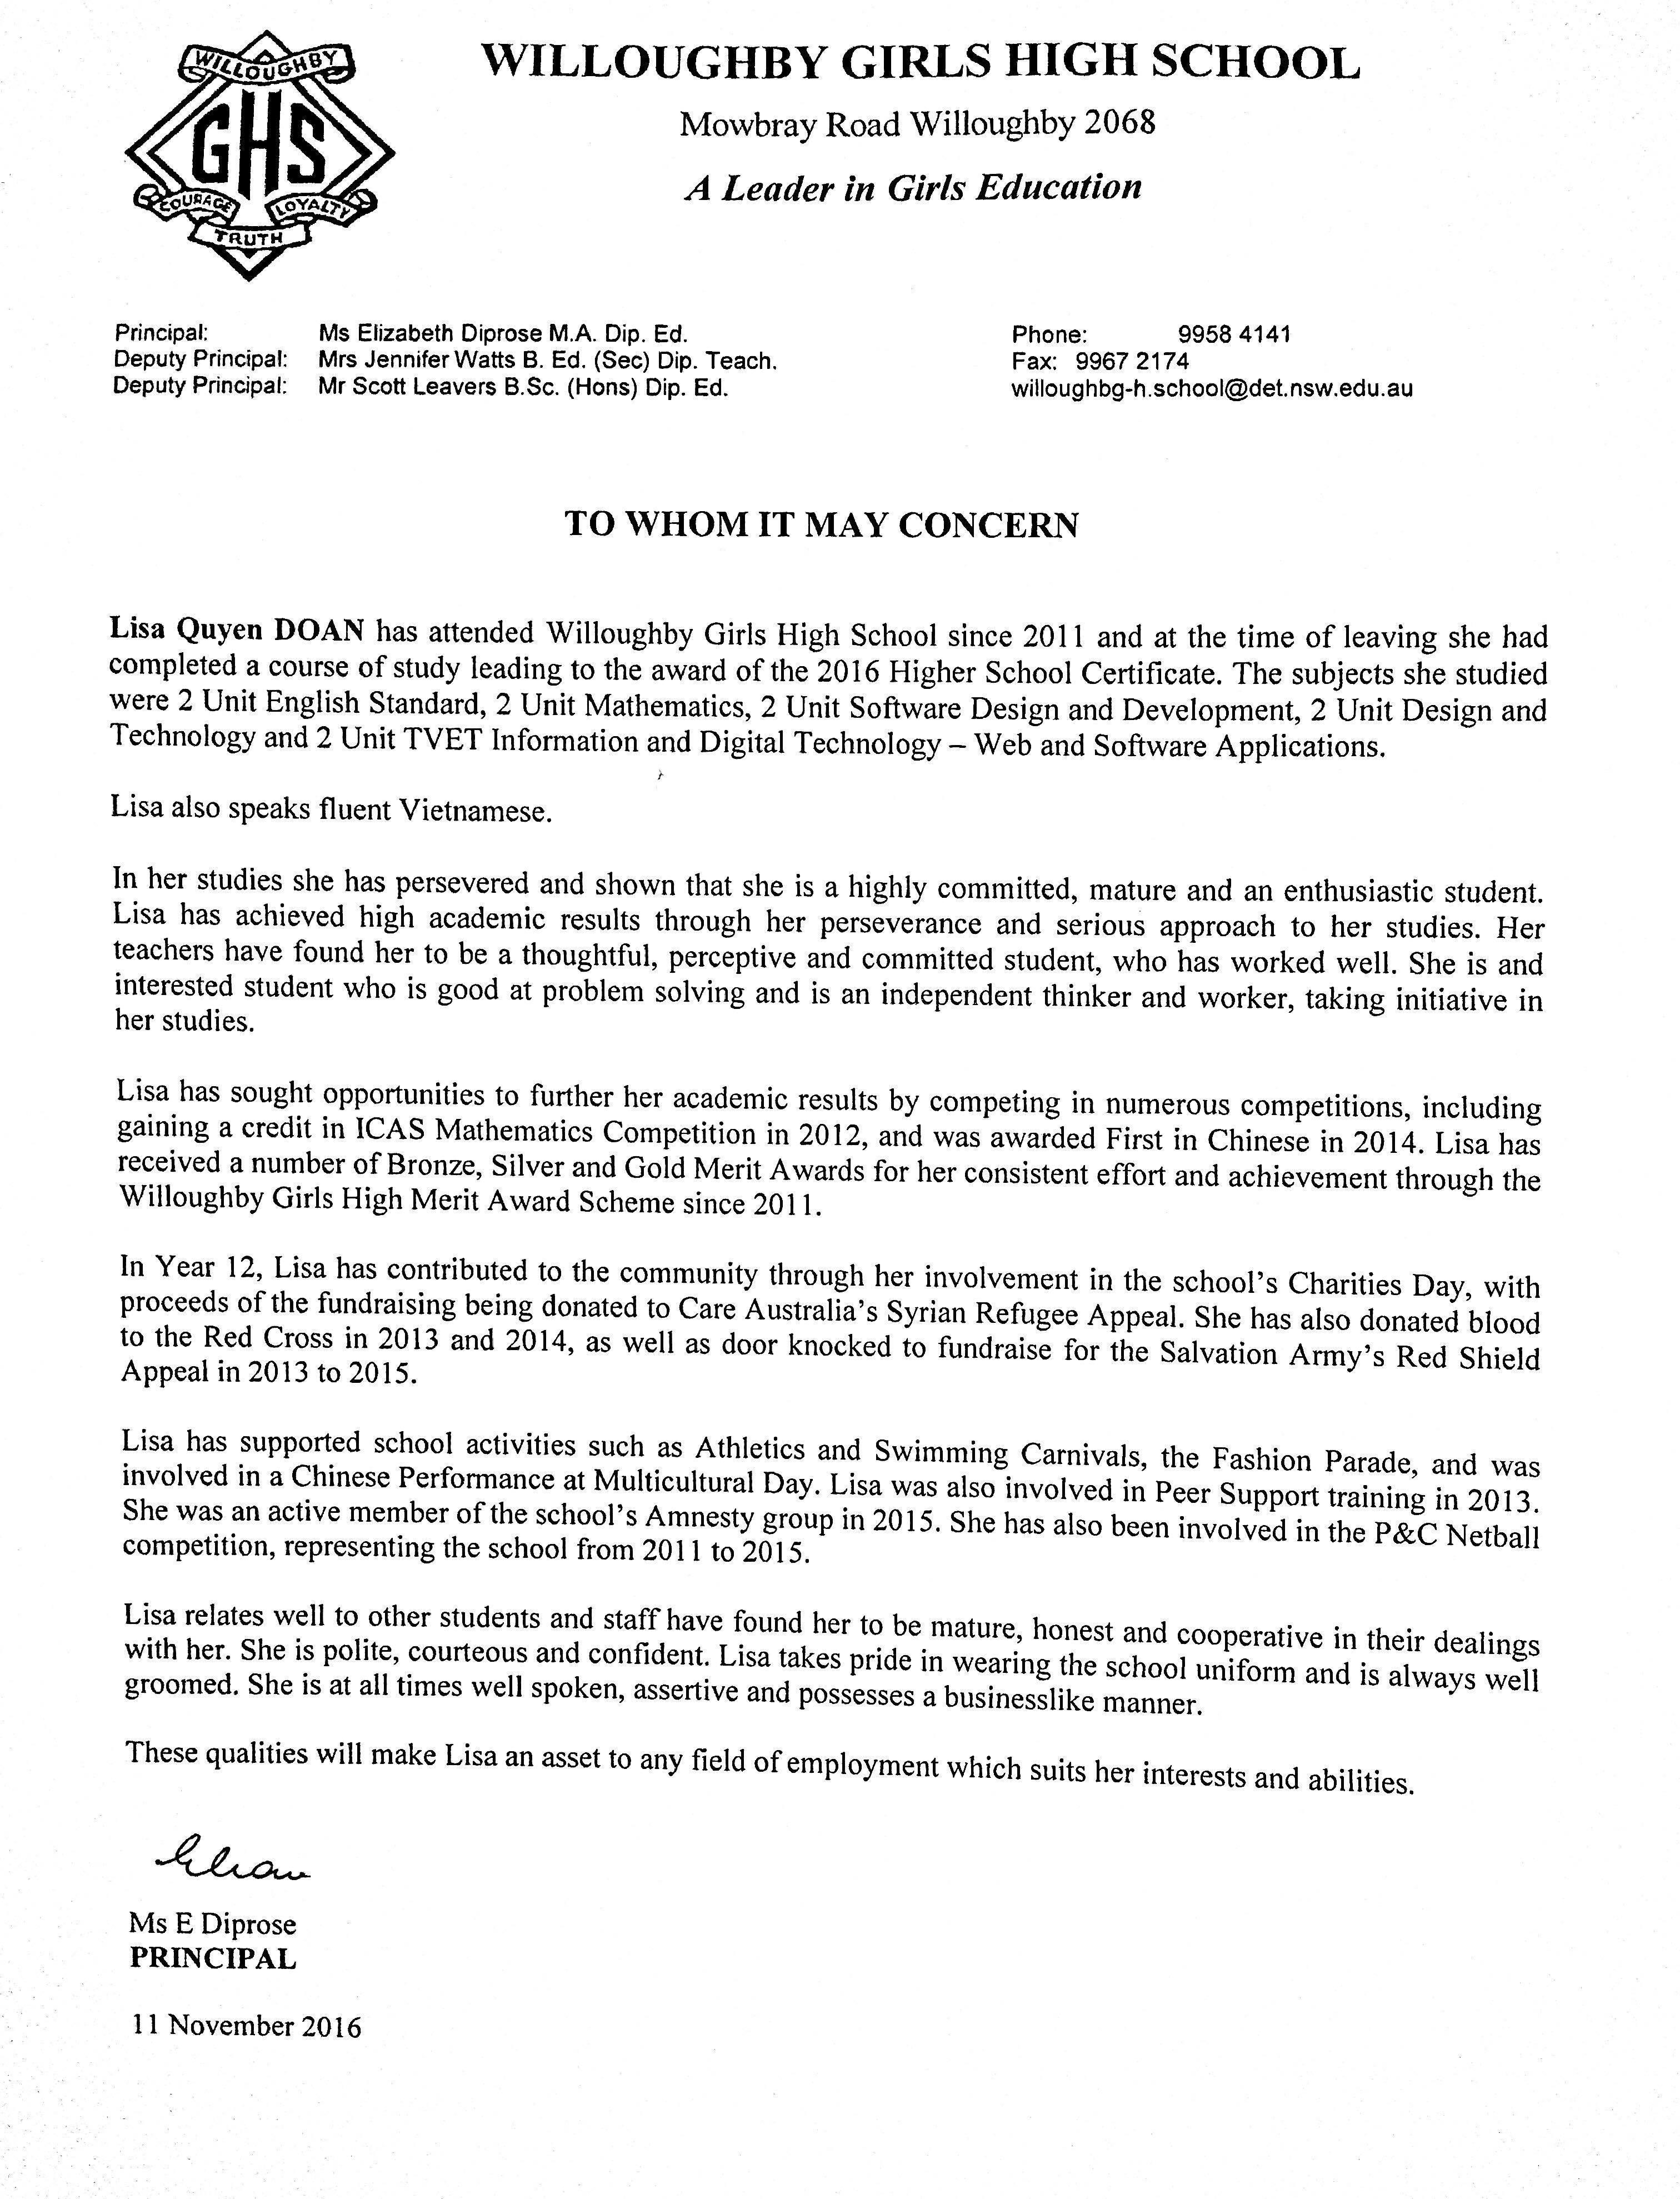 WILLOUGHBY
GHS
COURAGE
LOYALTY
TRUTH
WILLOUGHBY GIRLS HIGH SCHOOL
Mowbray Road Willoughby 2068
A Leader in Girls Education
Principal: Ms Elizabeth Diprose M.A. Dip. Ed.
Deputy Principal: Mrs Jennifer Watts B. Ed. (Sec) Dip. Teach.
Deputy Principal: Mr Scott Leavers B.Sc. (Hons) Dip. Ed.
Phone: 9958 4141
Fax: 9967 2174
willoughbg-h.school@det.nsw.edu.au
TO WHOM IT MAY CONCERN
Lisa Quyen DOAN has attended Willoughby Girls High School since 2011 and at the time of leaving she had
completed a course of study leading to the award of the 2016 Higher School Certificate. The subjects she studied
were 2 Unit English Standard, 2 Unit Mathematics, 2 Unit Software Design and Development, 2 Unit Design and
Technology and 2 Unit TVET Information and Digital Technology – Web and Software Applications.
Lisa also speaks fluent Vietnamese.
In her studies she has persevered and shown that she is a highly committed, mature and an enthusiastic student.
Lisa has achieved high academic results through her perseverance and serious approach to her studies. Her
teachers have found her to be a thoughtful, perceptive and committed student, who has worked well. She is and
interested student who is good at problem solving and is an independent thinker and worker, taking initiative in
her studies.
Lisa has sought opportunities to further her academic results by competing in numerous competitions, including
gaining a credit in ICAS Mathematics Competition in 2012, and was awarded First in Chinese in 2014. Lisa has
received a number of Bronze, Silver and Gold Merit Awards for her consistent effort and achievement through the
Willoughby Girls High Merit Award Scheme since 2011.
In Year 12, Lisa has contributed to the community through her involvement in the school's Charities Day, with
proceeds of the fundraising being donated to Care Australia's Syrian Refugee Appeal. She has also donated blood
to the Red Cross in 2013 and 2014, as well as door knocked to fundraise for the Salvation Army's Red Shield
Appeal in 2013 to 2015.
Lisa has supported school activities such as Athletics and Swimming Carnivals, the Fashion Parade, and was
involved in a Chinese Performance at Multicultural Day. Lisa was also involved in Peer Support training in 2013.
She was an active member of the school's Amnesty group in 2015. She has also been involved in the P&C Netball
competition, representing the school from 2011 to 2015.
Lisa relates well to other students and staff have found her to be mature, honest and cooperative in their dealings
with her. She is polite, courteous and confident. Lisa takes pride in wearing the school uniform and is always well
groomed. She is at all times well spoken, assertive and possesses a businesslike manner.
These qualities will make Lisa an asset to any field of employment which suits her interests and abilities.
Ms E Diprose
PRINCIPAL
11 November 2016